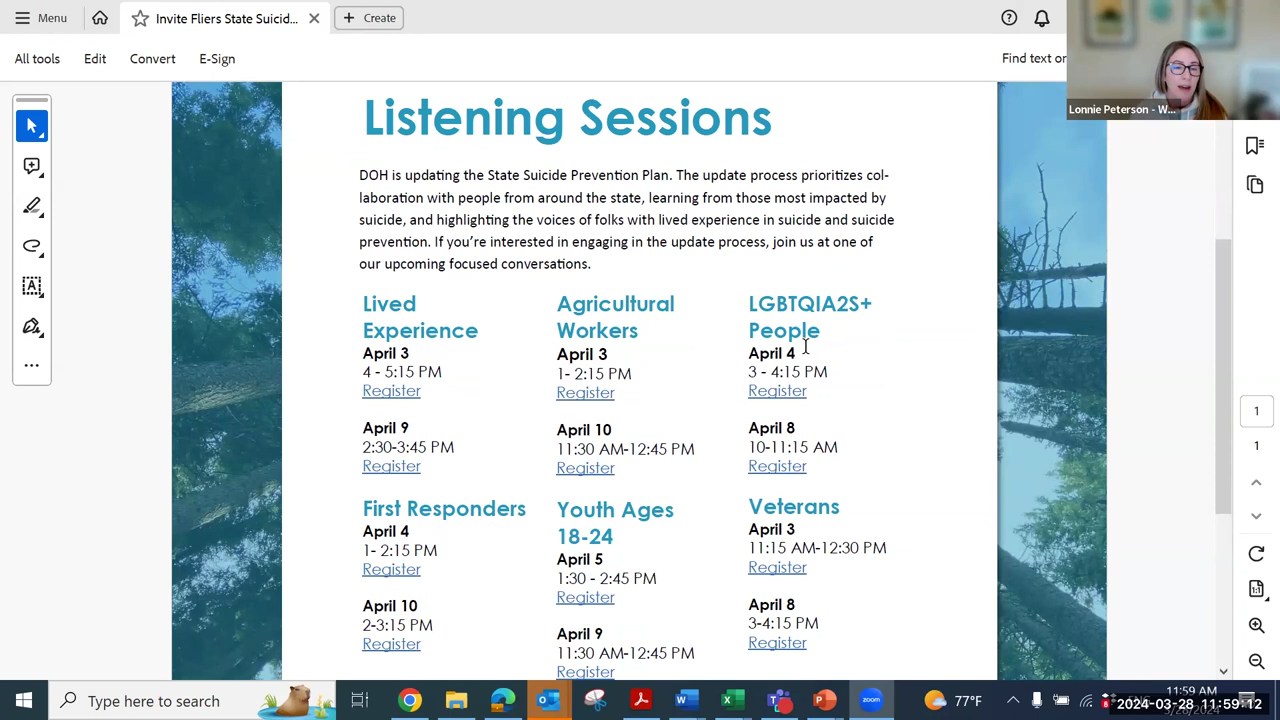 Menu
Invite Fliers State Suicid...
Create
All tools
Edit
Convert
E-Sign
Find text or
Lonnie Peterson - W...
Listening Sessions
DOH is updating the State Suicide Prevention Plan. The update process prioritizes col-
laboration with people from around the state, learning from those most impacted by
suicide, and highlighting the voices of folks with lived experience in suicide and suicide
prevention. If you're interested in engaging in the update process, join us at one of
our upcoming focused conversations.
Lived
Experience
April 3
4 - 5:15 PM
Register
April 9
2:30-3:45 PM
Register
Agricultural
Workers
April 3
1- 2:15 PM
Register
April 10
11:30 AM-12:45 PM
Register
LGBTQIA2S+
People
April 4
3 - 4:15 PM
Register
April 8
10-11:15 AM
Register
First Responders
April 4
1- 2:15 PM
Register
April 10
2-3:15 PM
Register
Youth Ages
18-24
April 5
1:30 - 2:45 PM
Register
April 9
11:30 AM-12:45 PM
Register
Veterans
April 3
11:15 AM-12:30 PM
Register
April 8
3-4:15 PM
Register
1
1
1:1
Type here to search
zoom
77°F
11:59 AM
2024-03-28 11:59:12